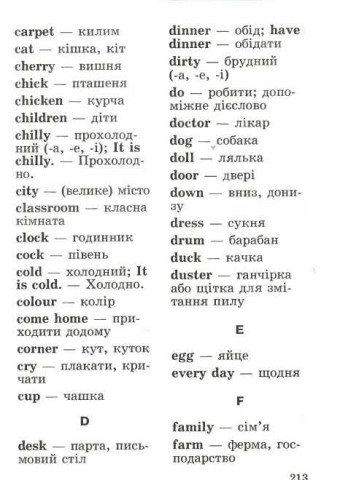 carpet — килим
cat — кішка, кіт
cherry — вишня
chick — пташеня
chicken — курча
children — діти
chilly — прохолод-
ний (-а, -е, -і); It is
chilly. — Прохолод-
но.
city — (велике) місто
classroom — класна
кімната
clock — годинник
cock — півень
cold — холодний; It
is cold. — Холодно.
colour — колір
come home — при-
ходити додому
corner — кут, куток
cry — плакати, кри-
чати
cup — чашка
D
desk — парта, пись-
мовий стіл
dinner — обід; have
dinner — обідати
dirty — брудний
(-а, -е, -і)
do — робити; допо-
міжне дієслово
doctor — лікар
dog — собака
doll — лялька
door — двері
down — вниз, дони-
зу
dress — сукня
drum — барабан
duck — качка
duster — ганчірка
або щітка для змі-
тання пилу
E
egg — яйце
every day — щодня
F
family — сім’я
farm — ферма, гос-
подарство
213